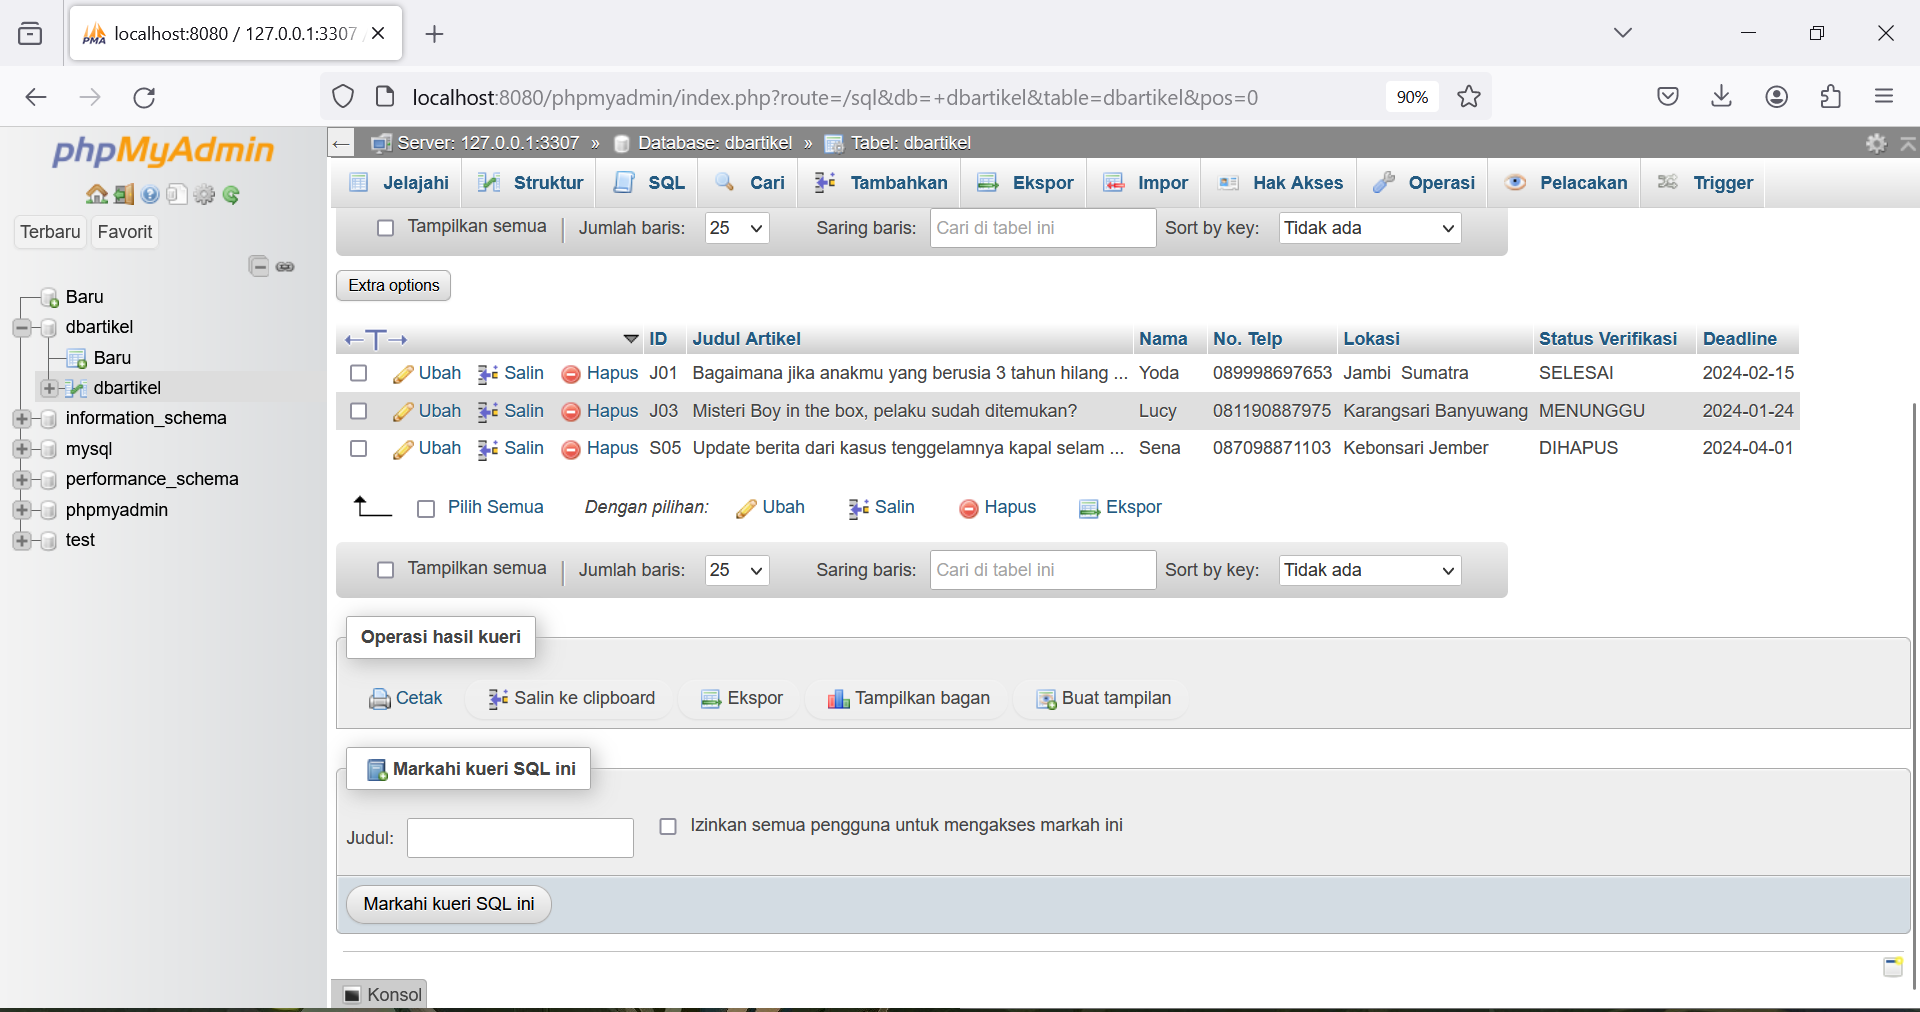 localhost:8080 / 127.0.0.1:3307
localhost:8080/phpmyadmin/index.php?route=/sql&db=+dbartikel&table=dbartikel&pos=0
90%
phpMyAdmin
Terbaru Favorit
Baru
dbartikel
Baru
dbartikel
information_schema
mysql
performance_schema
phpmyadmin
test
Server: 127.0.0.1:3307 » Database: dbartikel » Tabel: dbartikel
Jelajahi Struktur SQL Cari Tambahkan Ekspor Impor Hak Akses Operasi Pelacakan Trigger
Tampilkan semua Jumlah baris: 25 Saring baris: Cari di tabel ini Sort by key: Tidak ada
Extra options
←T→ ID Judul Artikel Nama No. Telp Lokasi Status Verifikasi Deadline
Ubah Salin Hapus J01 Bagaimana jika anakmu yang berusia 3 tahun hilang ... Yoda 089998697653 Jambi Sumatra SELESAI 2024-02-15
Ubah Salin Hapus J03 Misteri Boy in the box, pelaku sudah ditemukan? Lucy 081190887975 Karangsari Banyuwang MENUNGGU 2024-01-24
Ubah Salin Hapus S05 Update berita dari kasus tenggelamnya kapal selam ... Sena 087098871103 Kebonsari Jember DIHAPUS 2024-04-01
Pilih Semua Dengan pilihan: Ubah Salin Hapus Ekspor
Tampilkan semua Jumlah baris: 25 Saring baris: Cari di tabel ini Sort by key: Tidak ada
Operasi hasil kueri
Cetak Salin ke clipboard Ekspor Tampilkan bagan Buat tampilan
Markahi kueri SQL ini
Judul: Izinkan semua pengguna untuk mengakses markah ini
Markahi kueri SQL ini
Konsol